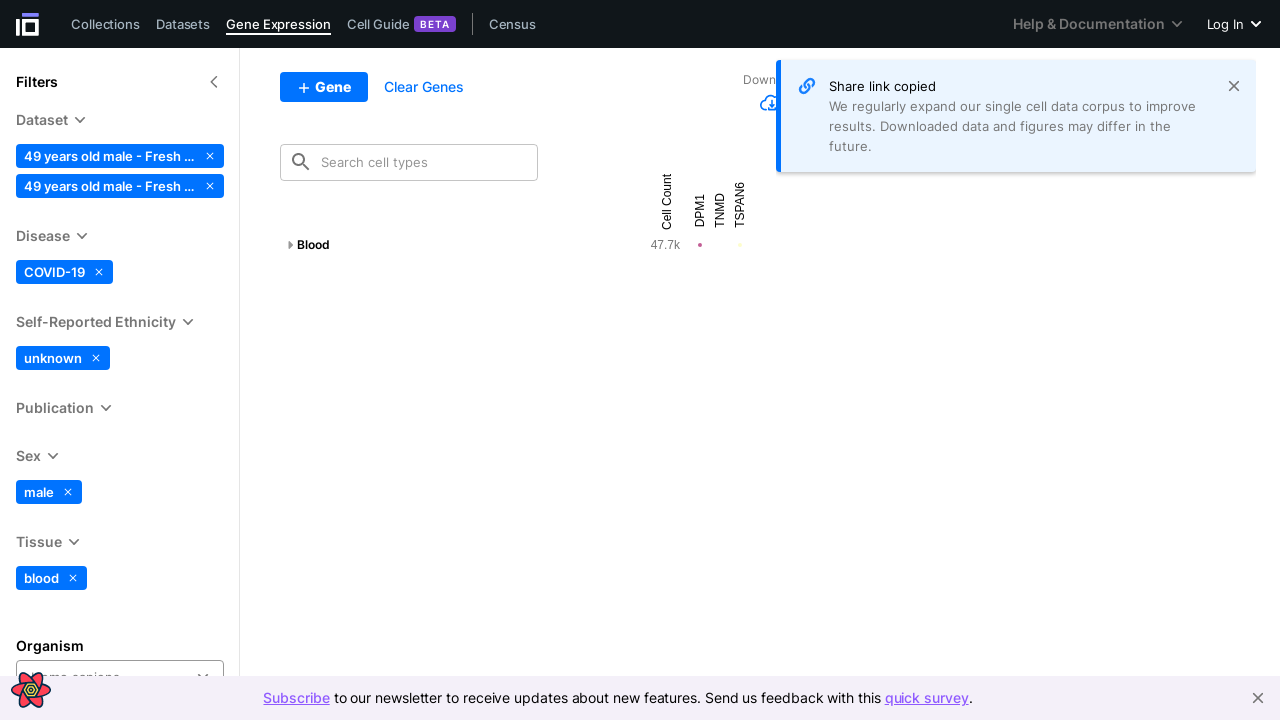 Collections Datasets Gene Expression Cell Guide BETA Census Help & Documentation Log In
Filters
Dataset
49 years old male - Fresh ...
49 years old male - Fresh ...
Disease
COVID-19
Self-Reported Ethnicity
unknown
Publication
Sex
male
Tissue
blood
Organism
+ Gene Clear Genes
Down
Share link copied
We regularly expand our single cell data corpus to improve
results. Downloaded data and figures may differ in the
future.
Search cell types
Cell Count
DPM1
TNMD
TSPAN6
Blood 47.7k
Subscribe to our newsletter to receive updates about new features. Send us feedback with this quick survey.